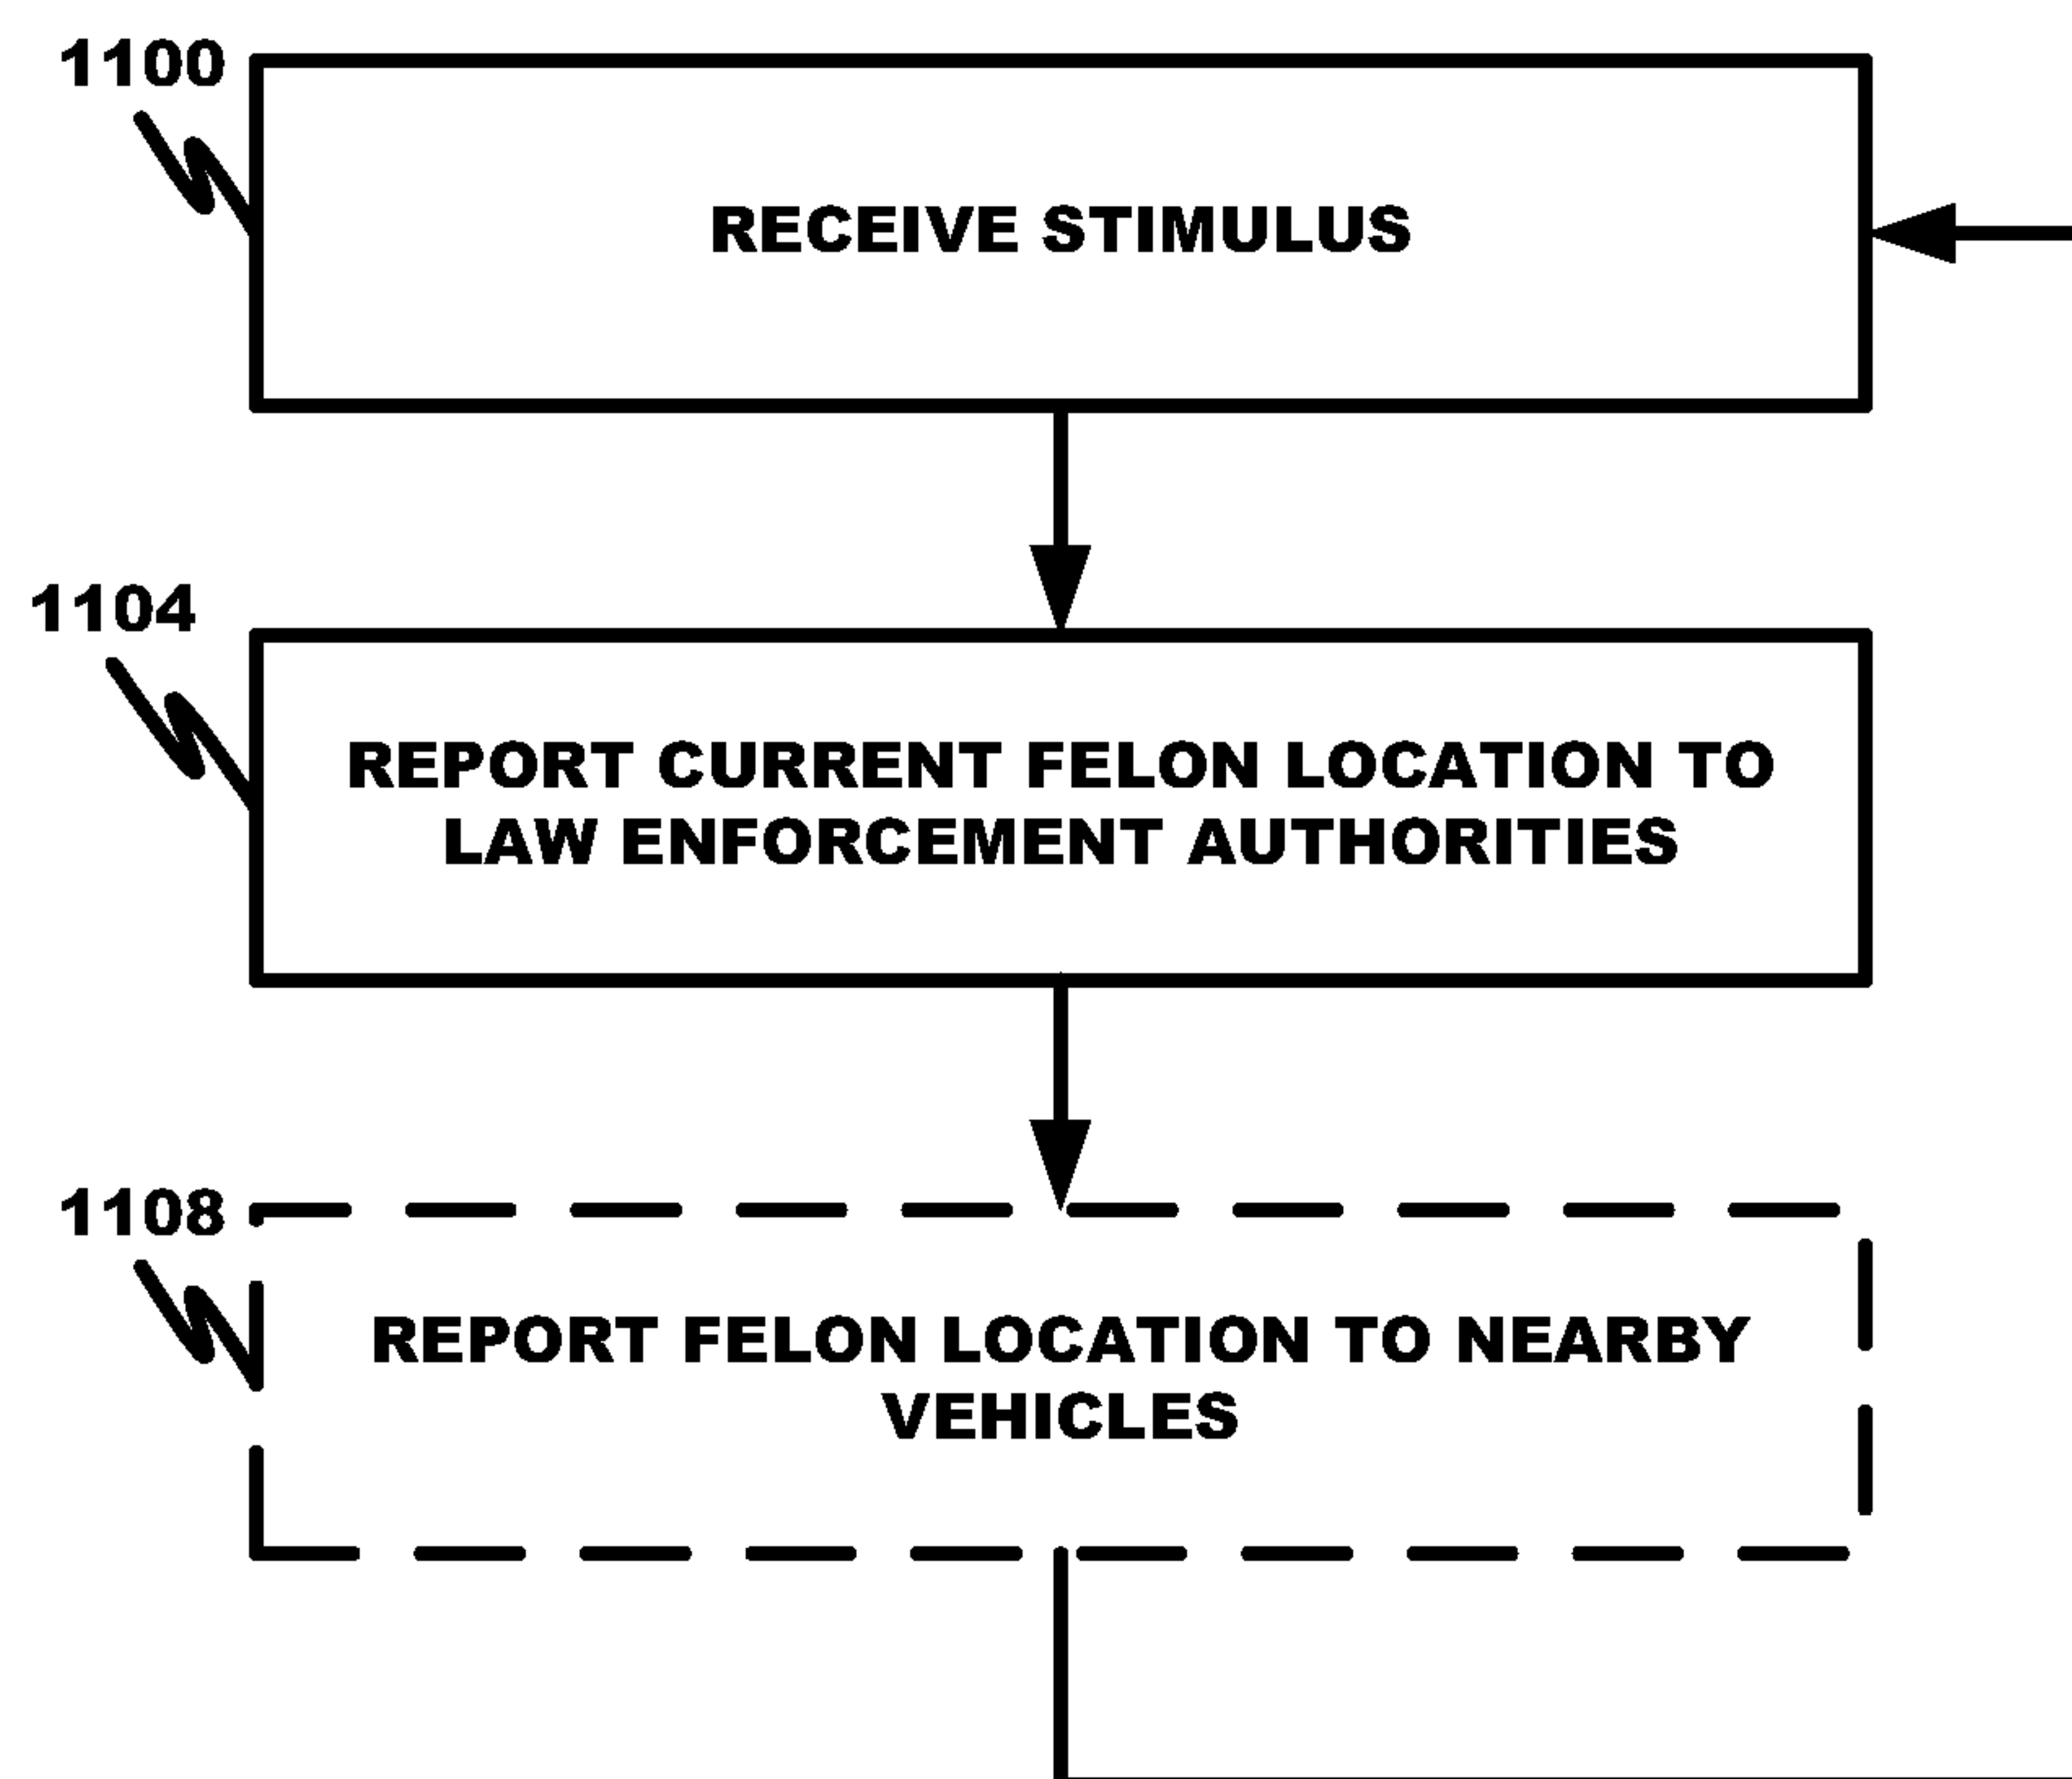 1100
RECEIVE STIMULUS
1104
REPORT CURRENT FELON LOCATION TO
LAW ENFORCEMENT AUTHORITIES
1108
REPORT FELON LOCATION TO NEARBY
VEHICLES